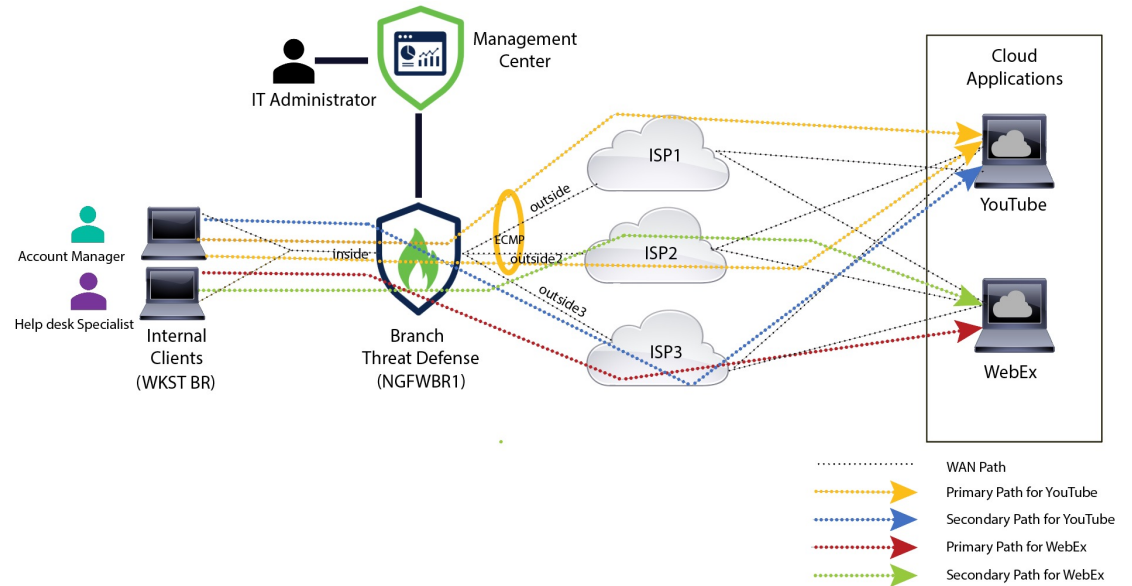 Management
Center
IT Administrator
Cloud
Applications
ISP1
outside
YouTube
Account Manager
Inside
ECMP
outside2
ISP2
outside3
Help desk Specialist
Internal
Clients
(WKST BR)
Branch
Threat Defense
(NGFWBR1)
ISP3
WebEx
WAN Path
Primary Path for YouTube
Secondary Path for YouTube
Primary Path for WebEx
Secondary Path for WebEx